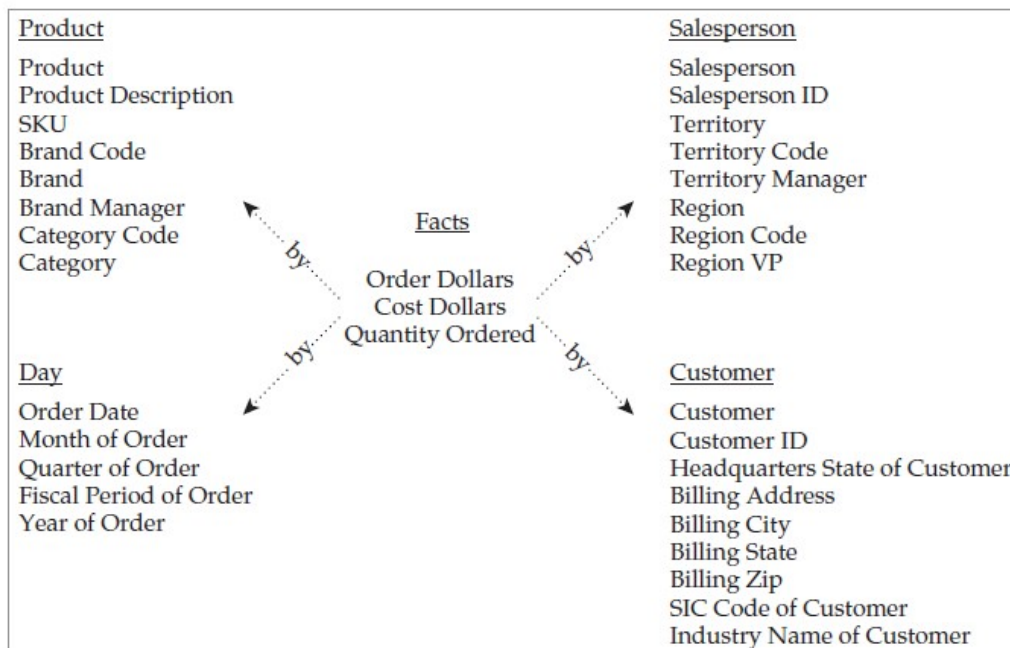 Product
Product
Product Description
SKU
Brand Code
Brand
Brand Manager
Category Code
Category
Salesperson
Salesperson
Salesperson ID
Territory
Territory Code
Territory Manager
Region
Region Code
Region VP
Facts
Order Dollars
Cost Dollars
Quantity Ordered
by
by
by
by
Day
Order Date
Month of Order
Quarter of Order
Fiscal Period of Order
Year of Order
Customer
Customer
Customer ID
Headquarters State of Customer
Billing Address
Billing City
Billing State
Billing Zip
SIC Code of Customer
Industry Name of Customer